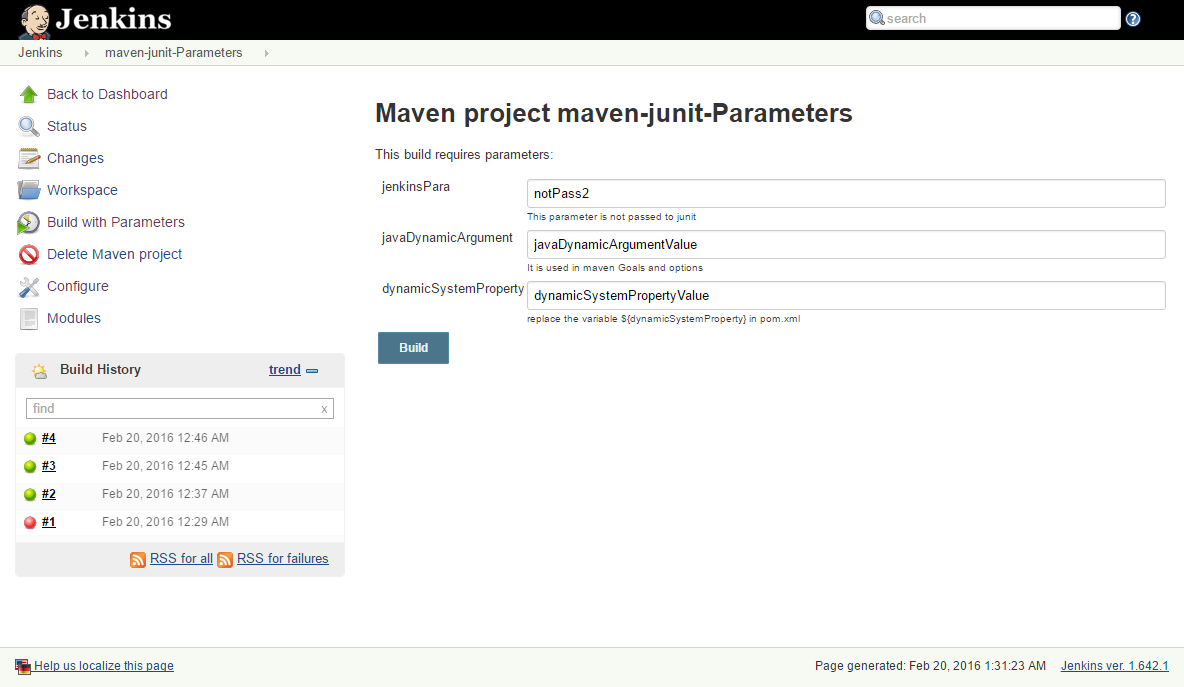 Jenkins
search
Jenkins maven-junit-Parameters
Back to Dashboard
Status
Changes
Workspace
Build with Parameters
Delete Maven project
Configure
Modules
Build History trend
find x
#4 Feb 20, 2016 12:46 AM
#3 Feb 20, 2016 12:45 AM
#2 Feb 20, 2016 12:37 AM
#1 Feb 20, 2016 12:29 AM
RSS for all RSS for failures
Maven project maven-junit-Parameters
This build requires parameters:
jenkinsPara notPass2
This parameter is not passed to junit
javaDynamicArgument javaDynamicArgumentValue
It is used in maven Goals and options
dynamicSystemProperty dynamicSystemPropertyValue
replace the variable ${dynamicSystemProperty} in pom.xml
Build
Help us localize this page
Page generated: Feb 20, 2016 1:31:23 AM Jenkins ver. 1.642.1